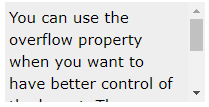 You can use the
overflow property
when you want to
have better control of